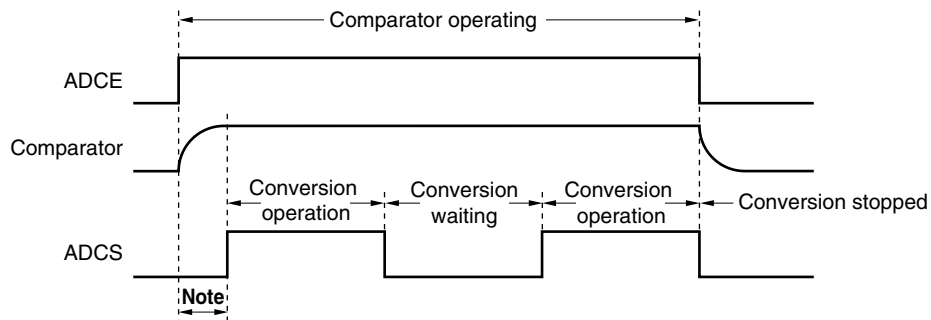 Comparator operating
ADCE
Comparator
Conversion operation
Conversion waiting
Conversion operation
Conversion stopped
ADCS
Note